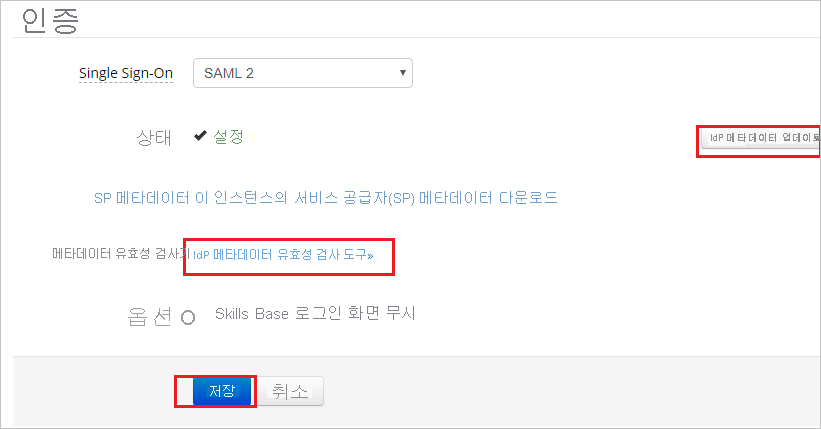 인증
Single Sign-On SAML 2
상태 설정 IdP 메타데이터 업데이트
SP 메타데이터 이 인스턴스의 서비스 공급자(SP) 메타데이터 다운로드
메타데이터 유효성 검사기 IdP 메타데이터 유효성 검사 도구»
옵션 Skills Base 로그인 화면 무시
저장 취소